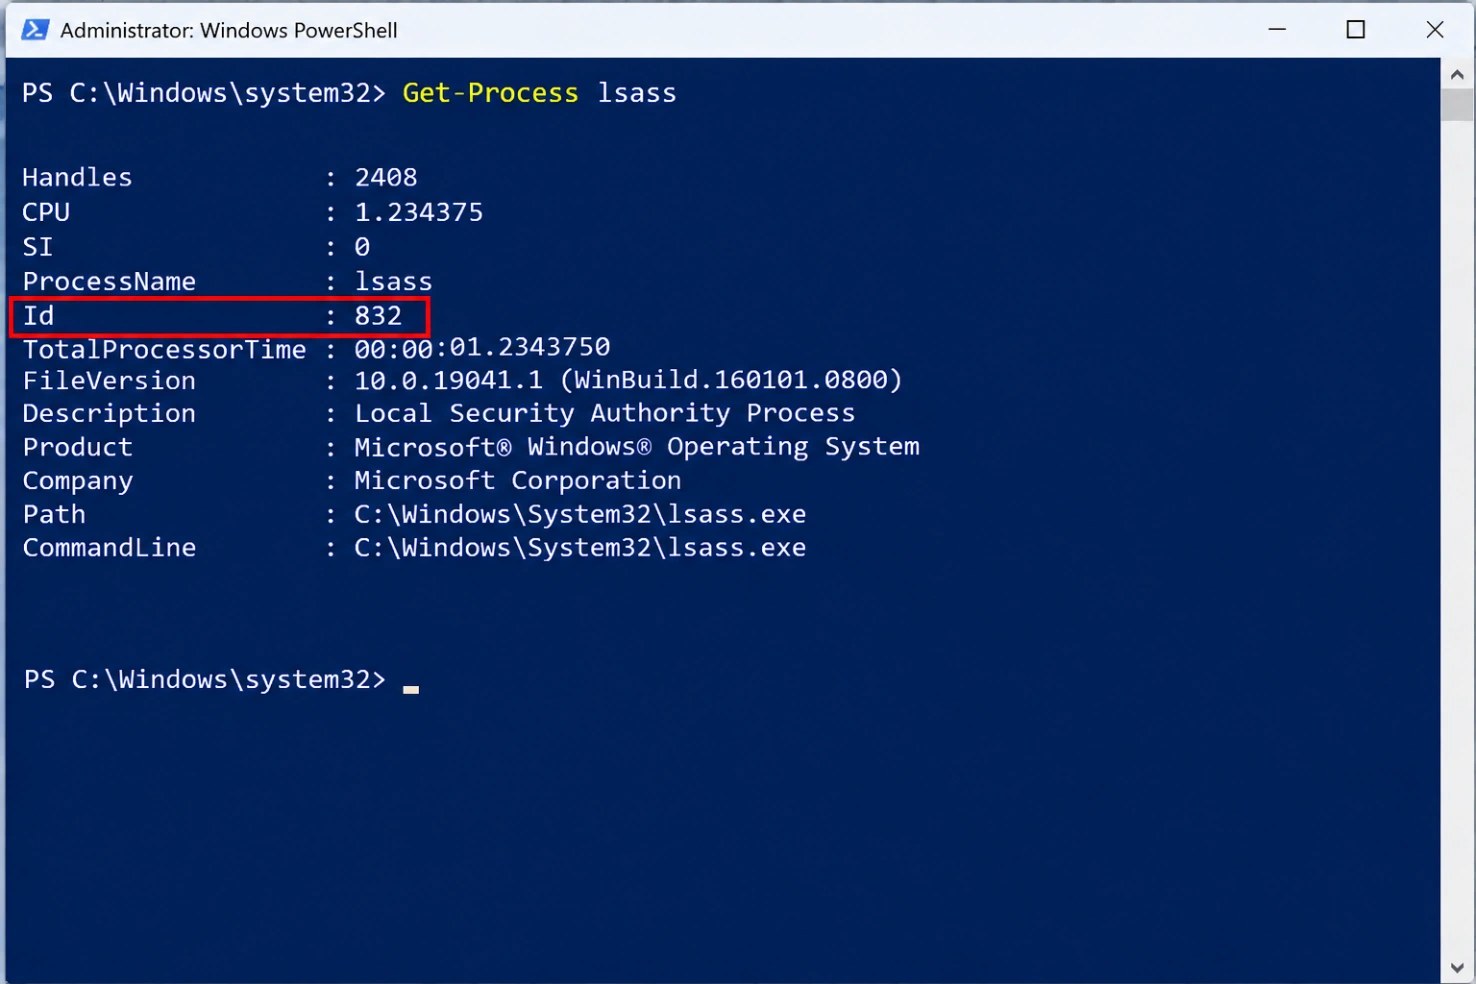 Administrator: Windows PowerShell
PS C:\Windows\system32> Get-Process lsass
Handles : 2408
CPU : 1.234375
SI : 0
ProcessName : lsass
Id : 832
TotalProcessorTime : 00:00:01.2343750
FileVersion : 10.0.19041.1 (WinBuild.160101.0800)
Description : Local Security Authority Process
Product : Microsoft® Windows® Operating System
Company : Microsoft Corporation
Path : C:\Windows\System32\lsass.exe
CommandLine : C:\Windows\System32\lsass.exe
PS C:\Windows\system32> _